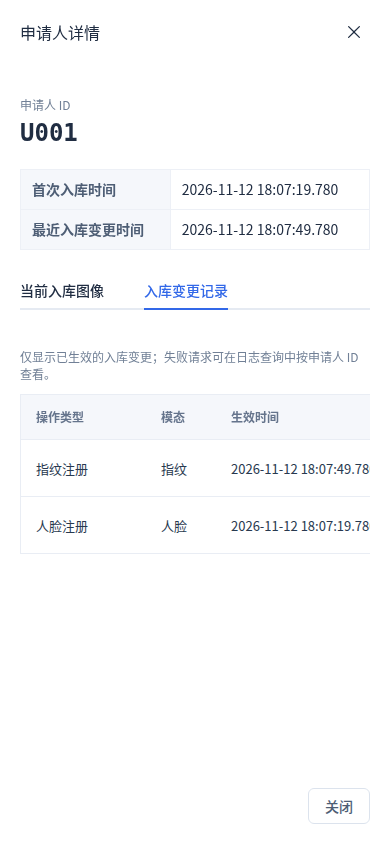 申请人详情
申请人 ID
U001
首次入库时间 2026-11-12 18:07:19.780
最近入库变更时间 2026-11-12 18:07:49.780
当前入库图像 入库变更记录
仅显示已生效的入库变更；失败请求可在日志查询中按申请人 ID
查看。
操作类型 模态 生效时间
指纹注册 指纹 2026-11-12 18:07:49.78
人脸注册 人脸 2026-11-12 18:07:19.78
关闭